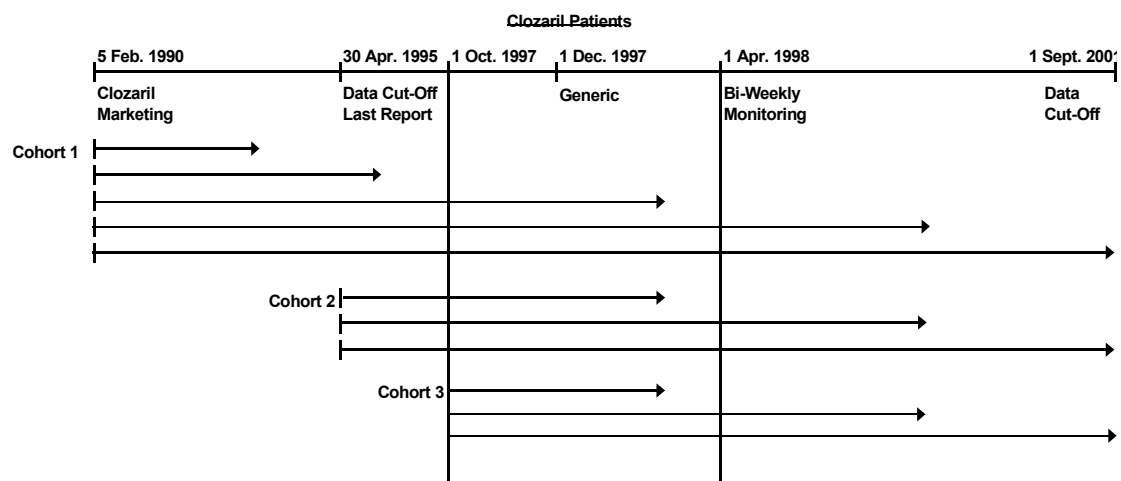 Clozaril Patients
5 Feb. 1990 30 Apr. 1995 1 Oct. 1997 1 Dec. 1997 1 Apr. 1998 1 Sept. 2001
Clozaril Data Cut-Off Generic Bi-Weekly Data
Marketing Last Report Monitoring Cut-Off
Cohort 1
Cohort 2
Cohort 3